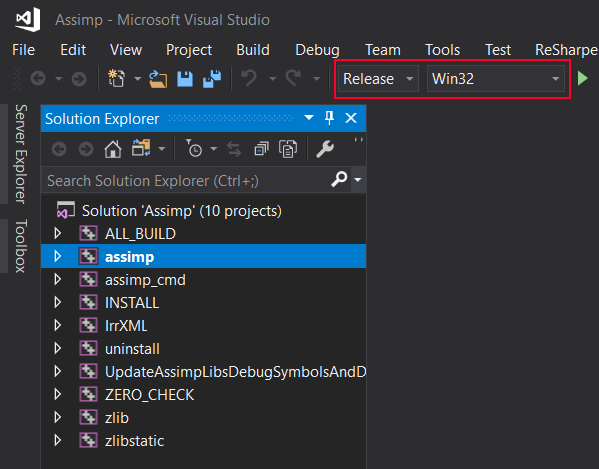 Assimp - Microsoft Visual Studio
File Edit View Project Build Debug Team Tools Test ReSharpe
Release Win32
Server Explorer
Toolbox
Solution Explorer
Search Solution Explorer (Ctrl+;)
Solution 'Assimp' (10 projects)
ALL_BUILD
assimp
assimp_cmd
INSTALL
IrrXML
uninstall
UpdateAssimpLibsDebugSymbolsAndD
ZERO_CHECK
zlib
zlibstatic